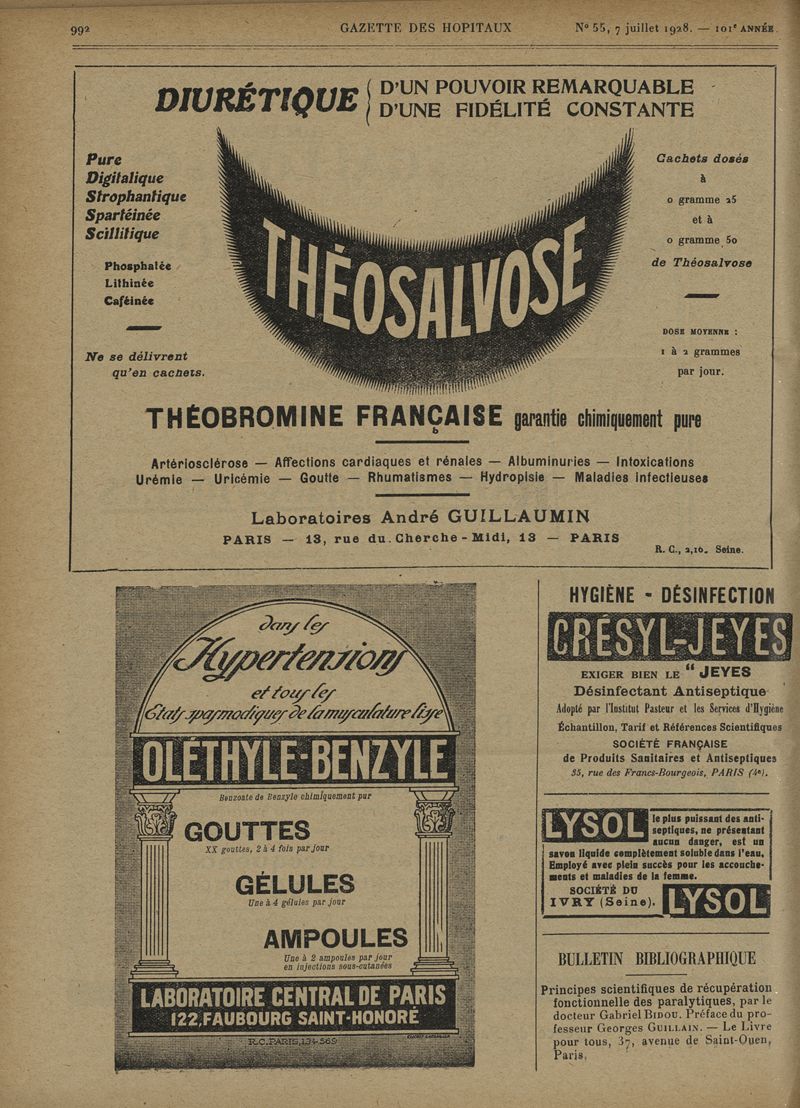 992 GAZETTE DES HOPITAUX N° 55, 7 juillet 1928. — 101e ANNÉE.
DIURÉTIQUE { D'UN POUVOIR REMARQUABLE
D'UNE FIDÉLITÉ CONSTANTE
Pure
Digitalique
Strophantique
Spartéinée
Scillitique
Phosphatée
Lithinée
Caféinée
Ne se délivrent
qu'en cachets.
THÉOSALVOSE
Cachets dosés
à
0 gramme 25
et à
0 gramme 50
de Théosalvose
DOSE MOYENNE :
1 à 2 grammes
par jour.
THÉOBROMINE FRANÇAISE garantie chimiquement pure
b
Artériosclérose — Affections cardiaques et rénales — Albuminuries — Intoxications
Urémie — Uricémie — Goutte — Rhumatismes — Hydropisie — Maladies infectieuses
Laboratoires André GUILLAUMIN
PARIS — 13, rue du Cherche-Midi, 13 — PARIS
R. C., 2,10. Seine.
dans les
Hypertensions
et tous les
États spasmodiques de la musculature lisse
OLÉTHYLE-BENZYLE
Benzoate de Benzyle chimiquement pur
GOUTTES
XX gouttes, 2 à 4 fois par jour
GÉLULES
Une à 4 gélules par jour
AMPOULES
Une à 2 ampoules par jour
en injections sous-cutanées
LABORATOIRE CENTRAL DE PARIS
122, FAUBOURG SAINT-HONORÉ
R.C. PARIS, 134-569
HYGIÈNE - DÉSINFECTION
CRÉSYL-JEYES
EXIGER BIEN LE "JEYES
Désinfectant Antiseptique
Adopté par l'Institut Pasteur et les Services d'Hygiène
Échantillon, Tarif et Références Scientifiques
SOCIÉTÉ FRANÇAISE
de Produits Sanitaires et Antiseptiques
35, rue des Francs-Bourgeois, PARIS (4e).
LYSOL le plus puissant des anti-
septiques, ne présentant
aucun danger, est un
savon liquide complètement soluble dans l'eau.
Employé avec plein succès pour les accouche-
ments et maladies de la femme.
SOCIÉTÉ DU
IVRY (Seine). LYSOL
BULLETIN BIBLIOGRAPHIQUE
Principes scientifiques de récupération
fonctionnelle des paralytiques, par le
docteur Gabriel BIDOU. Préface du pro-
fesseur Georges GUILLAIN. — Le Livre
pour tous, 37, avenue de Saint-Ouen,
Paris.